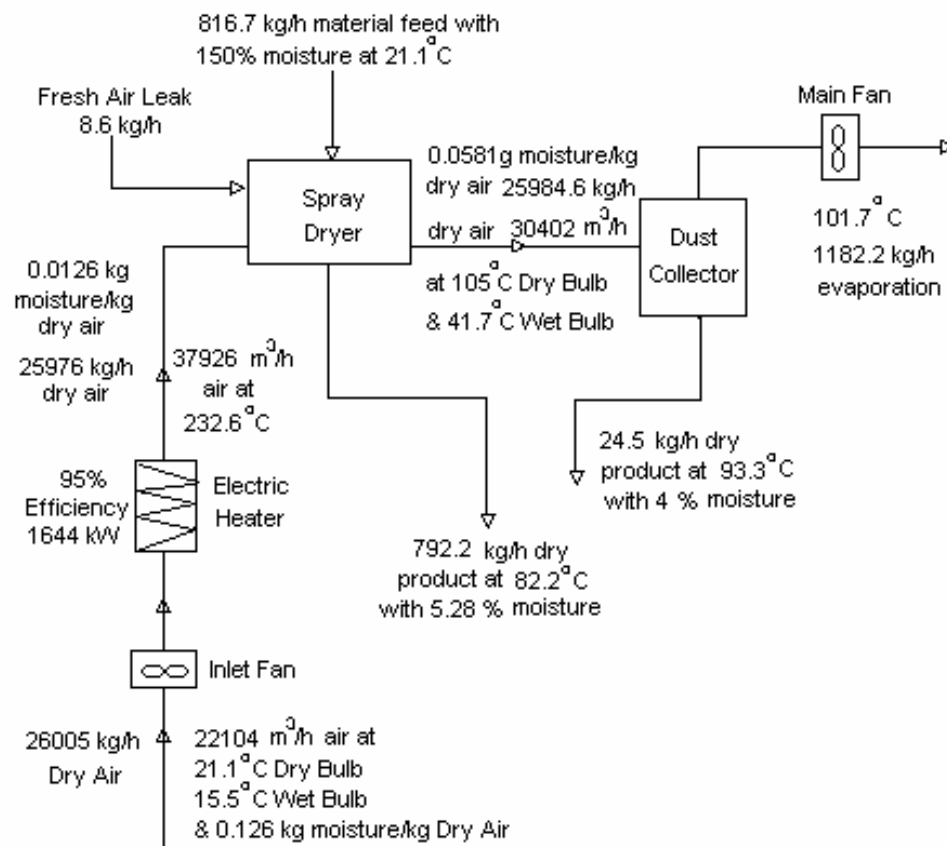 816.7 kg/h material feed with
150% moisture at 21.1°C
Fresh Air Leak
8.6 kg/h
Main Fan
Spray
Dryer
0.0581g moisture/kg
dry air 25984.6 kg/h
dry air 30402 m³/h
at 105°C Dry Bulb
& 41.7°C Wet Bulb
Dust
Collector
101.7°C
1182.2 kg/h
evaporation
0.0126 kg
moisture/kg
dry air
25976 kg/h
dry air
37926 m³/h
air at
232.6°C
95%
Efficiency
1644 kW
Electric
Heater
24.5 kg/h dry
product at 93.3°C
with 4 % moisture
792.2 kg/h dry
product at 82.2°C
with 5.28 % moisture
Inlet Fan
26005 kg/h
Dry Air
22104 m³/h air at
21.1°C Dry Bulb
15.5°C Wet Bulb
& 0.126 kg moisture/kg Dry Air